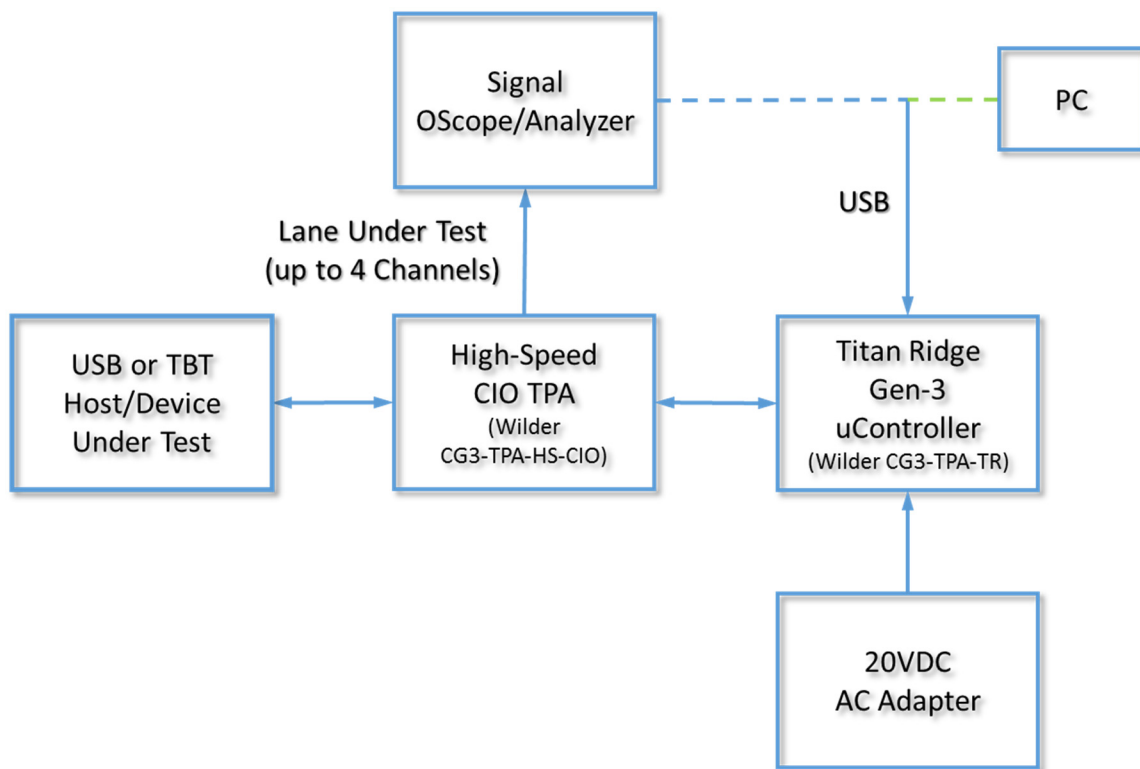 Signal
OScope/Analyzer
PC
USB
Lane Under Test
(up to 4 Channels)
USB or TBT
Host/Device
Under Test
High-Speed
CIO TPA
(Wilder
CG3-TPA-HS-CIO)
Titan Ridge
Gen-3
uController
(Wilder CG3-TPA-TR)
20VDC
AC Adapter